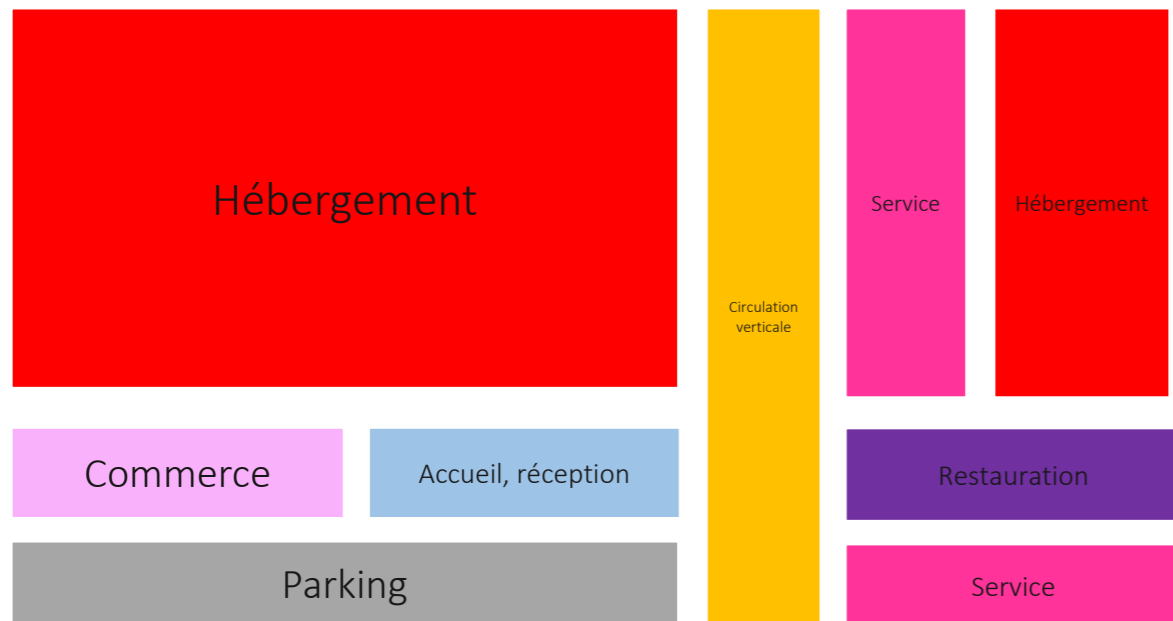 Hébergement
Service
Hébergement
Circulation
verticale
Commerce
Accueil, réception
Restauration
Parking
Service